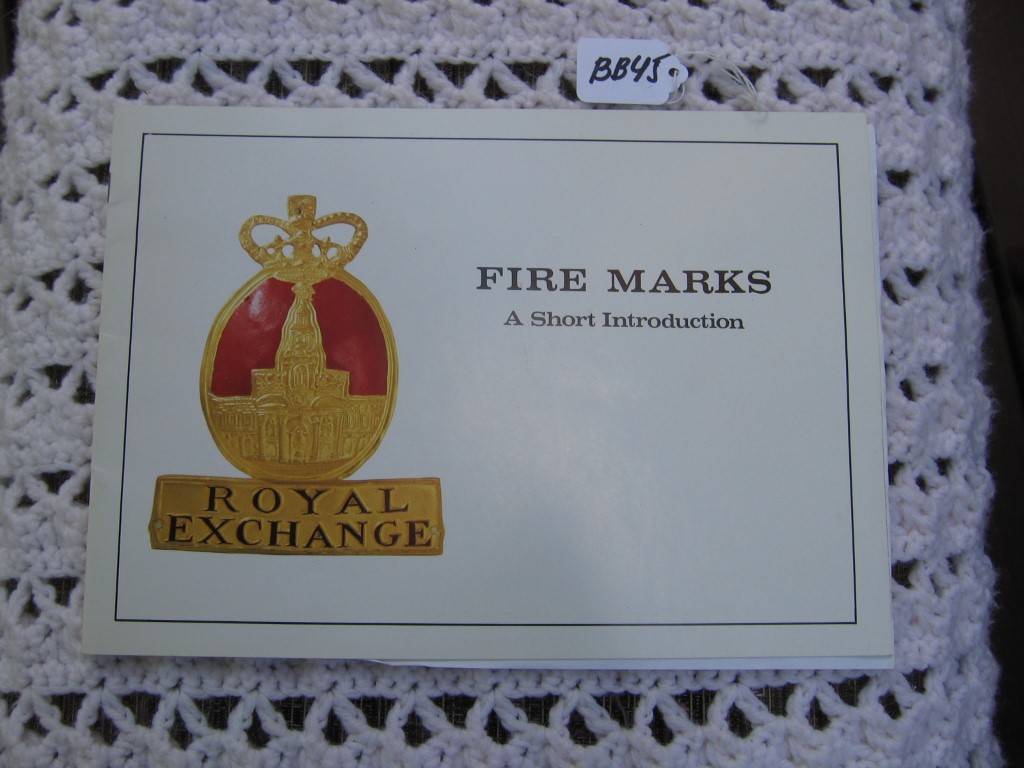 BB45
FIRE MARKS
A Short Introduction
ROYAL
EXCHANGE